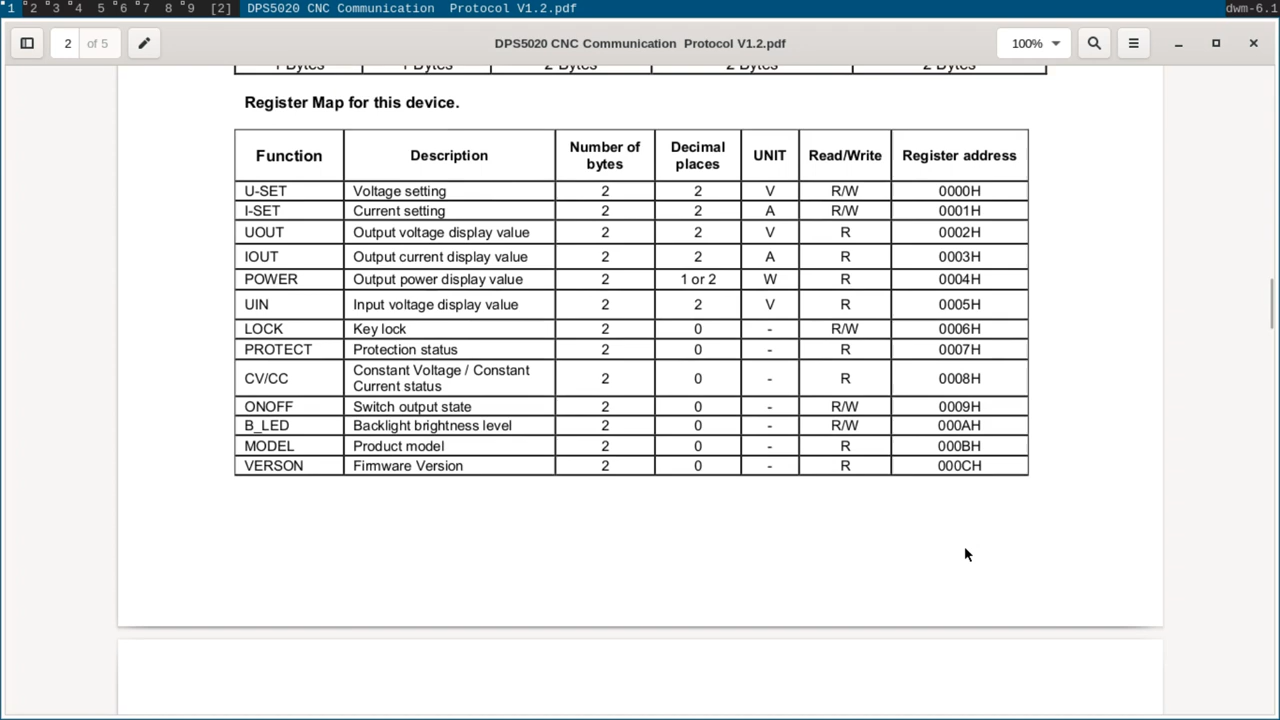 1 2 3 4 5 6 7 8 9 [2] DPS5020 CNC Communication Protocol V1.2.pdf dwm-6.1
2 of 5 DPS5020 CNC Communication Protocol V1.2.pdf 100%
1 Bytes 1 Bytes 2 Bytes 2 Bytes 2 Bytes
Register Map for this device.
Function Description Number of bytes Decimal places UNIT Read/Write Register address
U-SET Voltage setting 2 2 V R/W 0000H
I-SET Current setting 2 2 A R/W 0001H
UOUT Output voltage display value 2 2 V R 0002H
IOUT Output current display value 2 2 A R 0003H
POWER Output power display value 2 1 or 2 W R 0004H
UIN Input voltage display value 2 2 V R 0005H
LOCK Key lock 2 0 - R/W 0006H
PROTECT Protection status 2 0 - R 0007H
CV/CC Constant Voltage / Constant Current status 2 0 - R 0008H
ONOFF Switch output state 2 0 - R/W 0009H
B_LED Backlight brightness level 2 0 - R/W 000AH
MODEL Product model 2 0 - R 000BH
VERSON Firmware Version 2 0 - R 000CH